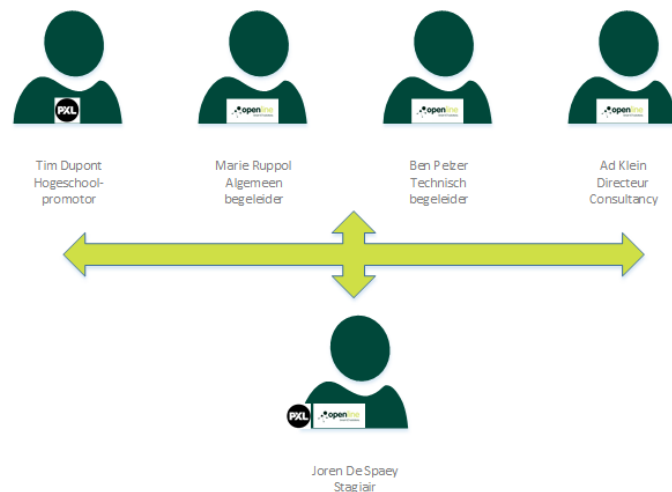 PXL
openline
openline
openline
Tim Dupont
Hogeschool-
promotor
Marie Ruppol
Algemeen
begeleider
Ben Pelzer
Technisch
begeleider
Ad Klein
Directeur
Consultancy
PXL
openline
Joren De Spaey
Stagiair